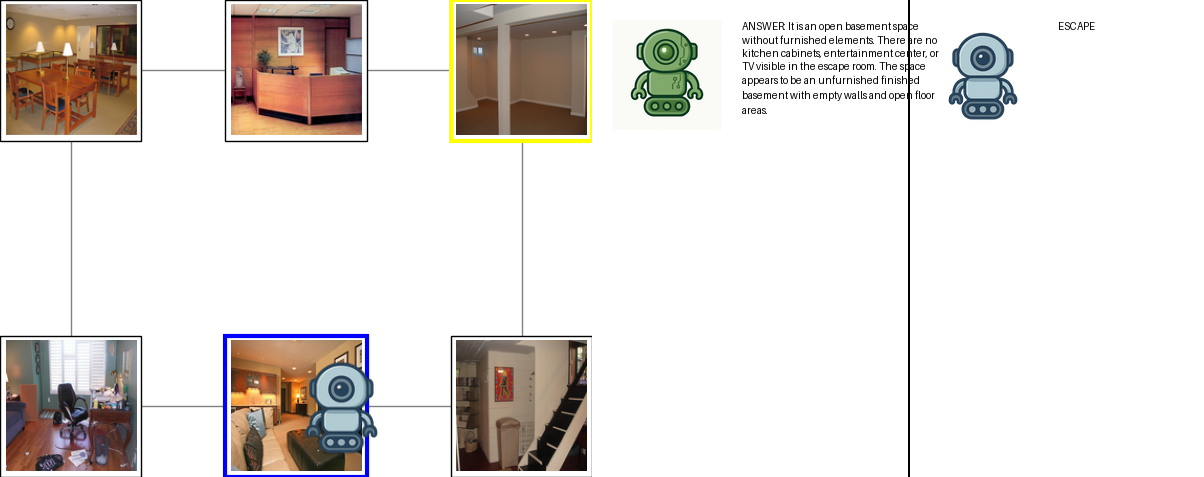 ANSWER: It is an open basement space
without furnished elements. There are no
kitchen cabinets, entertainment center, or
TV visible in the escape room. The space
appears to be an unfurnished finished
basement with empty walls and open floor
areas.
ESCAPE